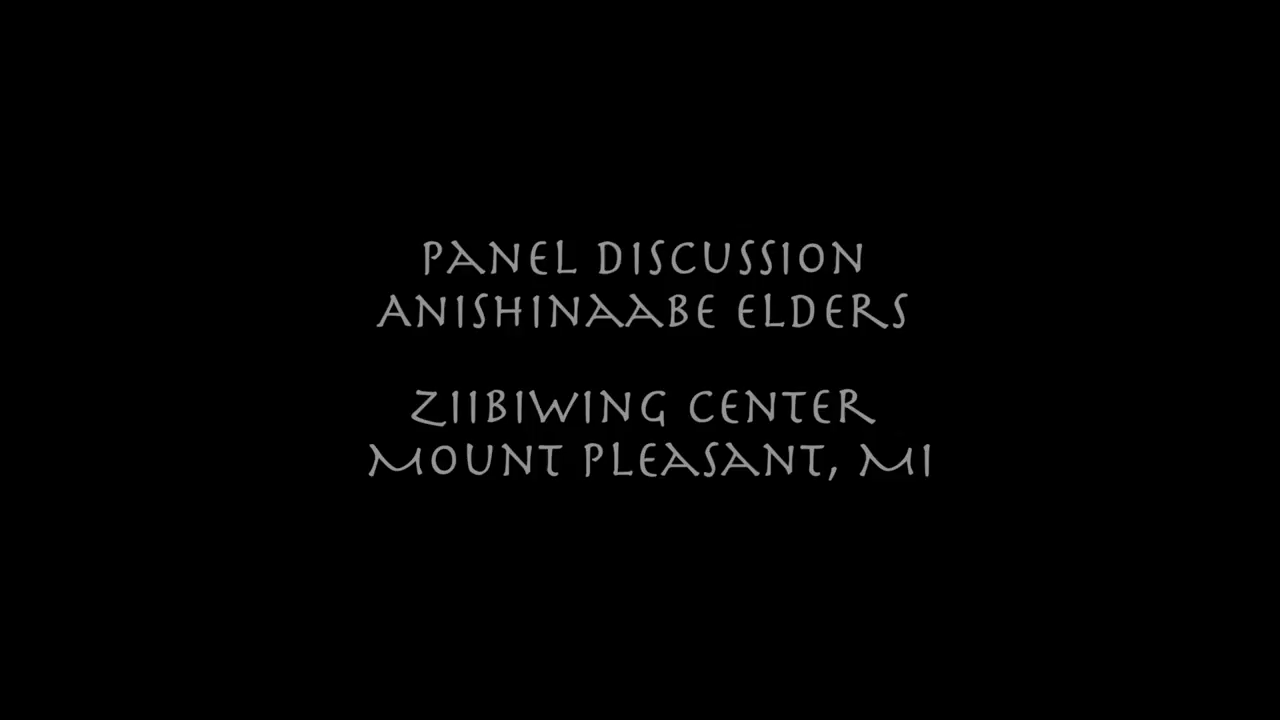 PANEL DISCUSSION
ANISHINAABE ELDERS
ZIIBIWING CENTER
MOUNT PLEASANT, MI